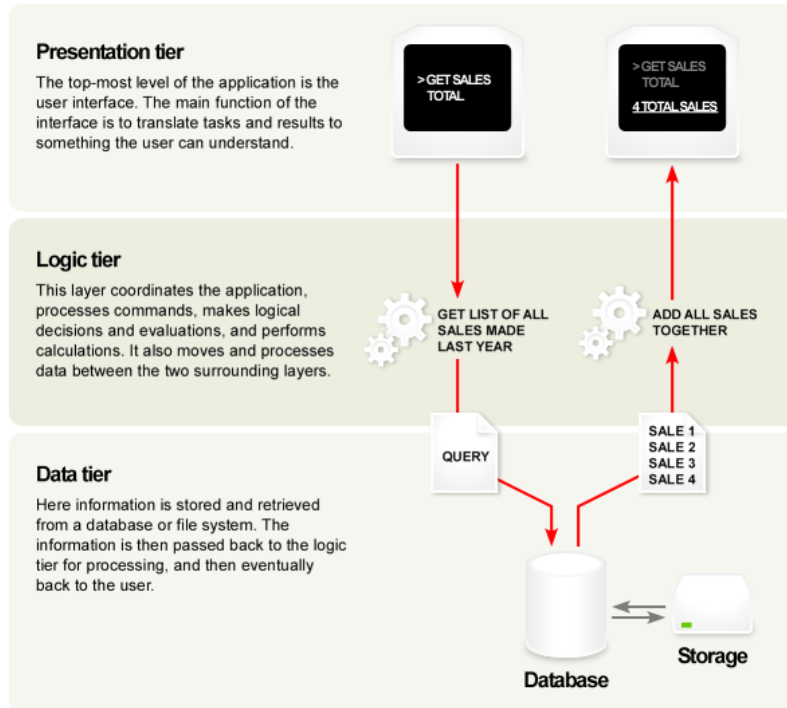 Presentation tier
The top-most level of the application is the
user interface. The main function of the
interface is to translate tasks and results to
something the user can understand.
>GET SALES
TOTAL
>GET SALES
TOTAL
4 TOTAL SALES
Logic tier
This layer coordinates the application,
processes commands, makes logical
decisions and evaluations, and performs
calculations. It also moves and processes
data between the two surrounding layers.
GET LIST OF ALL
SALES MADE
LAST YEAR
ADD ALL SALES
TOGETHER
Data tier
Here information is stored and retrieved
from a database or file system. The
information is then passed back to the logic
tier for processing, and then eventually
back to the user.
QUERY
SALE 1
SALE 2
SALE 3
SALE 4
Database
Storage